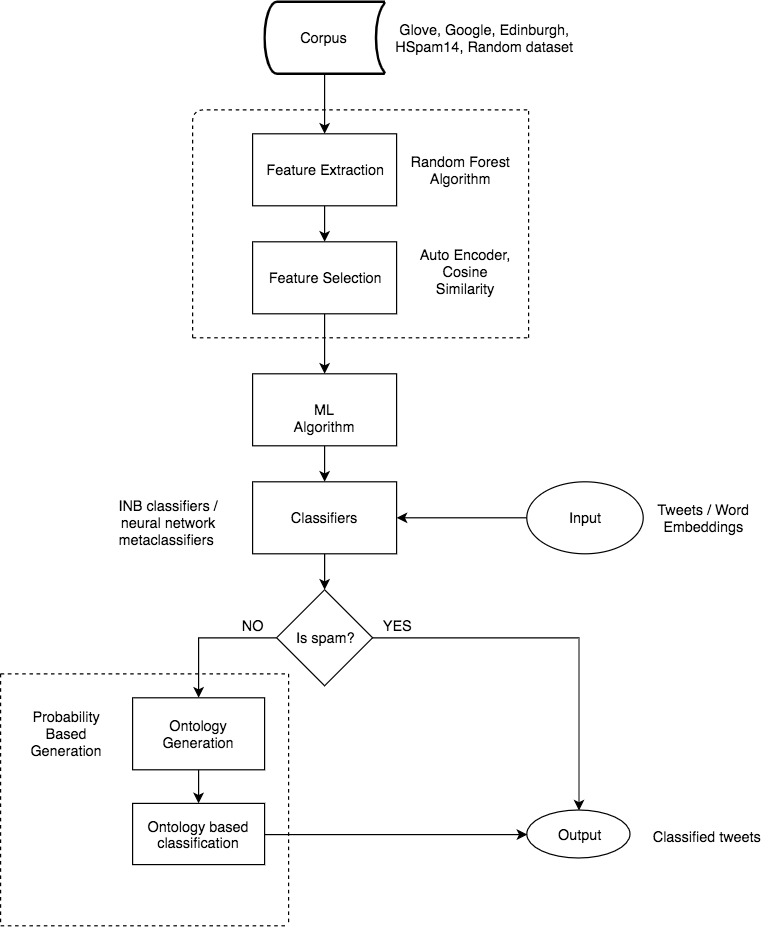 Corpus
Glove, Google, Edinburgh,
HSpam14, Random dataset
Feature Extraction
Random Forest
Algorithm
Feature Selection
Auto Encoder,
Cosine
Similarity
ML
Algorithm
INB classifiers /
neural network
metaclassifiers
Classifiers
Input
Tweets / Word
Embeddings
NO
Is spam?
YES
Probability
Based
Generation
Ontology
Generation
Ontology based
classification
Output
Classified tweets